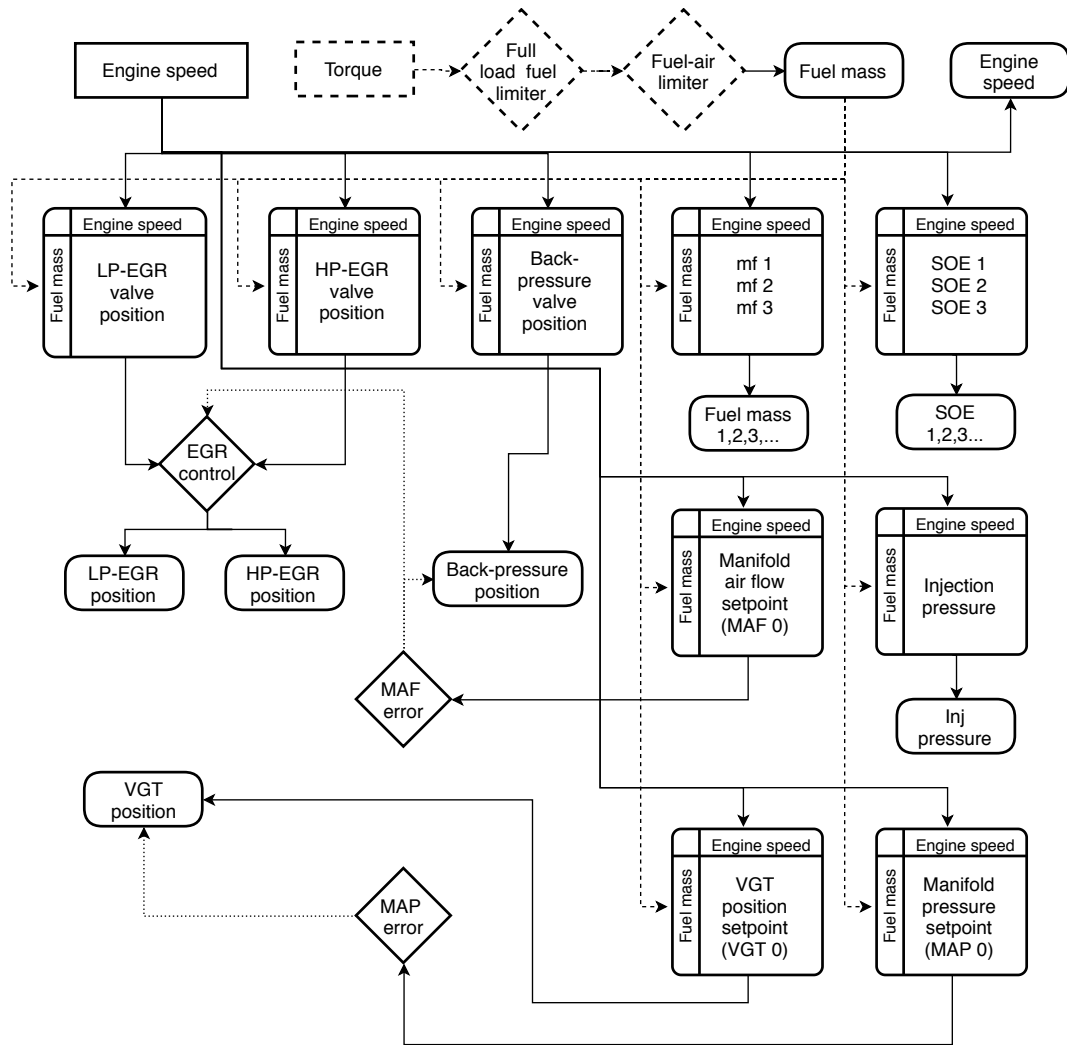 Engine speed
Torque
Full
load fuel
limiter
Fuel-air
limiter
Fuel mass
Engine
speed
Engine speed
Fuel mass
LP-EGR
valve
position
Engine speed
Fuel mass
HP-EGR
valve
position
Engine speed
Fuel mass
Back-
pressure
valve
position
Engine speed
Fuel mass
mf 1
mf 2
mf 3
Engine speed
Fuel mass
SOE 1
SOE 2
SOE 3
EGR
control
Fuel mass
1,2,3,...
SOE
1,2,3...
LP-EGR
position
HP-EGR
position
Back-pressure
position
Engine speed
Fuel mass
Manifold
air flow
setpoint
(MAF 0)
Engine speed
Fuel mass
Injection
pressure
MAF
error
Inj
pressure
VGT
position
MAP
error
Engine speed
Fuel mass
VGT
position
setpoint
(VGT 0)
Engine speed
Fuel mass
Manifold
pressure
setpoint
(MAP 0)